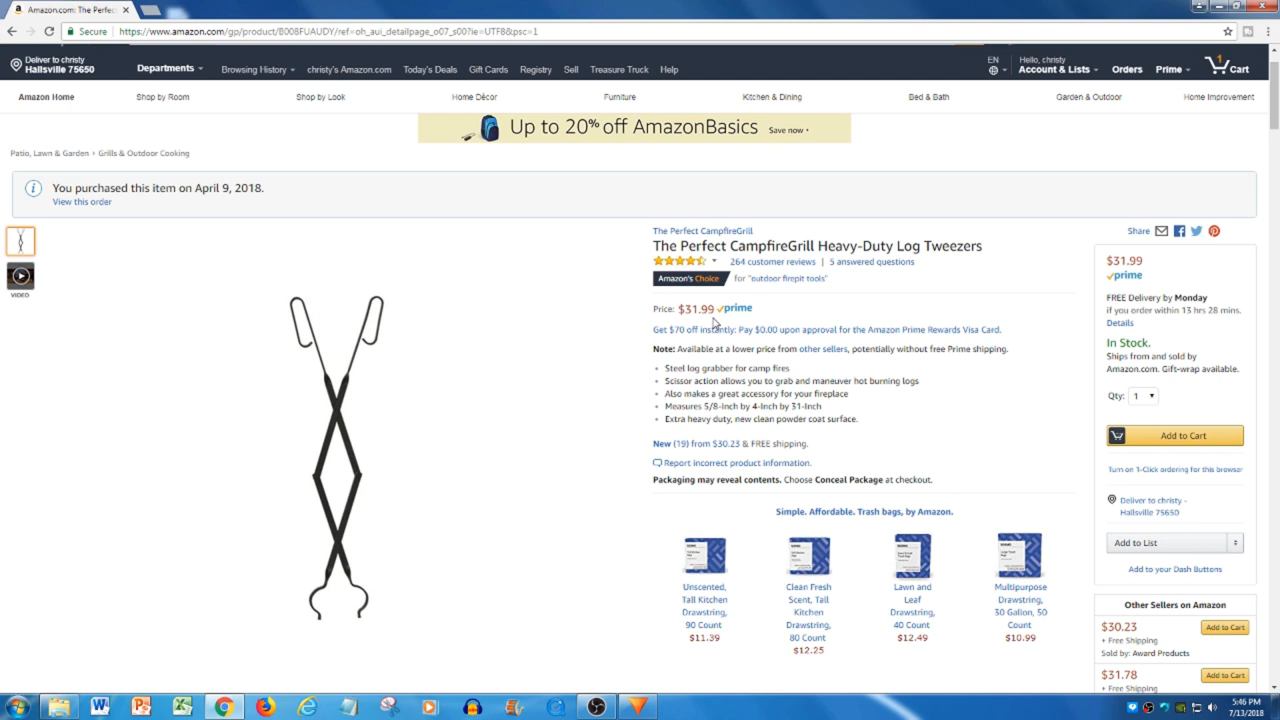 Amazon.com: The Perfect
Secure
https://www.amazon.com/gp/product/B008FUAUDY/ref=oh_aui_detailpage_o07_s00?ie=UTF8&psc=1
Deliver to christy
Hallsville 75650
Departments
Browsing History
christy's Amazon.com
Today's Deals
Gift Cards
Registry
Sell
Treasure Truck
Help
EN
Hello, christy
Account & Lists
Orders
Prime
1
Cart
Amazon Home
Shop by Room
Shop by Look
Home Décor
Furniture
Kitchen & Dining
Bed & Bath
Garden & Outdoor
Home Improvement
Up to 20% off AmazonBasics Save now
Patio, Lawn & Garden › Grills & Outdoor Cooking
You purchased this item on April 9, 2018.
View this order
VIDEO
The Perfect CampfireGrill
The Perfect CampfireGrill Heavy-Duty Log Tweezers
264 customer reviews | 5 answered questions
Amazon's Choice for "outdoor firepit tools"
Price: $31.99 prime
Get $70 off instantly: Pay $0.00 upon approval for the Amazon Prime Rewards Visa Card.
Note: Available at a lower price from other sellers, potentially without free Prime shipping.
• Steel log grabber for camp fires
• Scissor action allows you to grab and maneuver hot burning logs
• Also makes a great accessory for your fireplace
• Measures 5/8-Inch by 4-Inch by 31-Inch
• Extra heavy duty, new clean powder coat surface.
New (19) from $30.23 & FREE shipping.
Report incorrect product information.
Packaging may reveal contents. Choose Conceal Package at checkout.
Simple. Affordable. Trash bags, by Amazon.
Unscented,
Tall Kitchen
Drawstring,
90 Count
$11.39
Clean Fresh
Scent, Tall
Kitchen
Drawstring,
80 Count
$12.25
Lawn and
Leaf
Drawstring,
40 Count
$12.49
Multipurpose
Drawstring,
30 Gallon, 50
Count
$10.99
Share
$31.99
prime
FREE Delivery by Monday
if you order within 13 hrs 28 mins.
Details
In Stock.
Ships from and sold by
Amazon.com. Gift-wrap available.
Qty: 1
Add to Cart
Turn on 1-Click ordering for this browser
Deliver to christy -
Hallsville 75650
Add to List
Add to your Dash Buttons
Other Sellers on Amazon
$30.23
Add to Cart
+ Free Shipping
Sold by: Award Products
$31.78
Add to Cart
+ Free Shipping
5:46 PM
7/13/2018